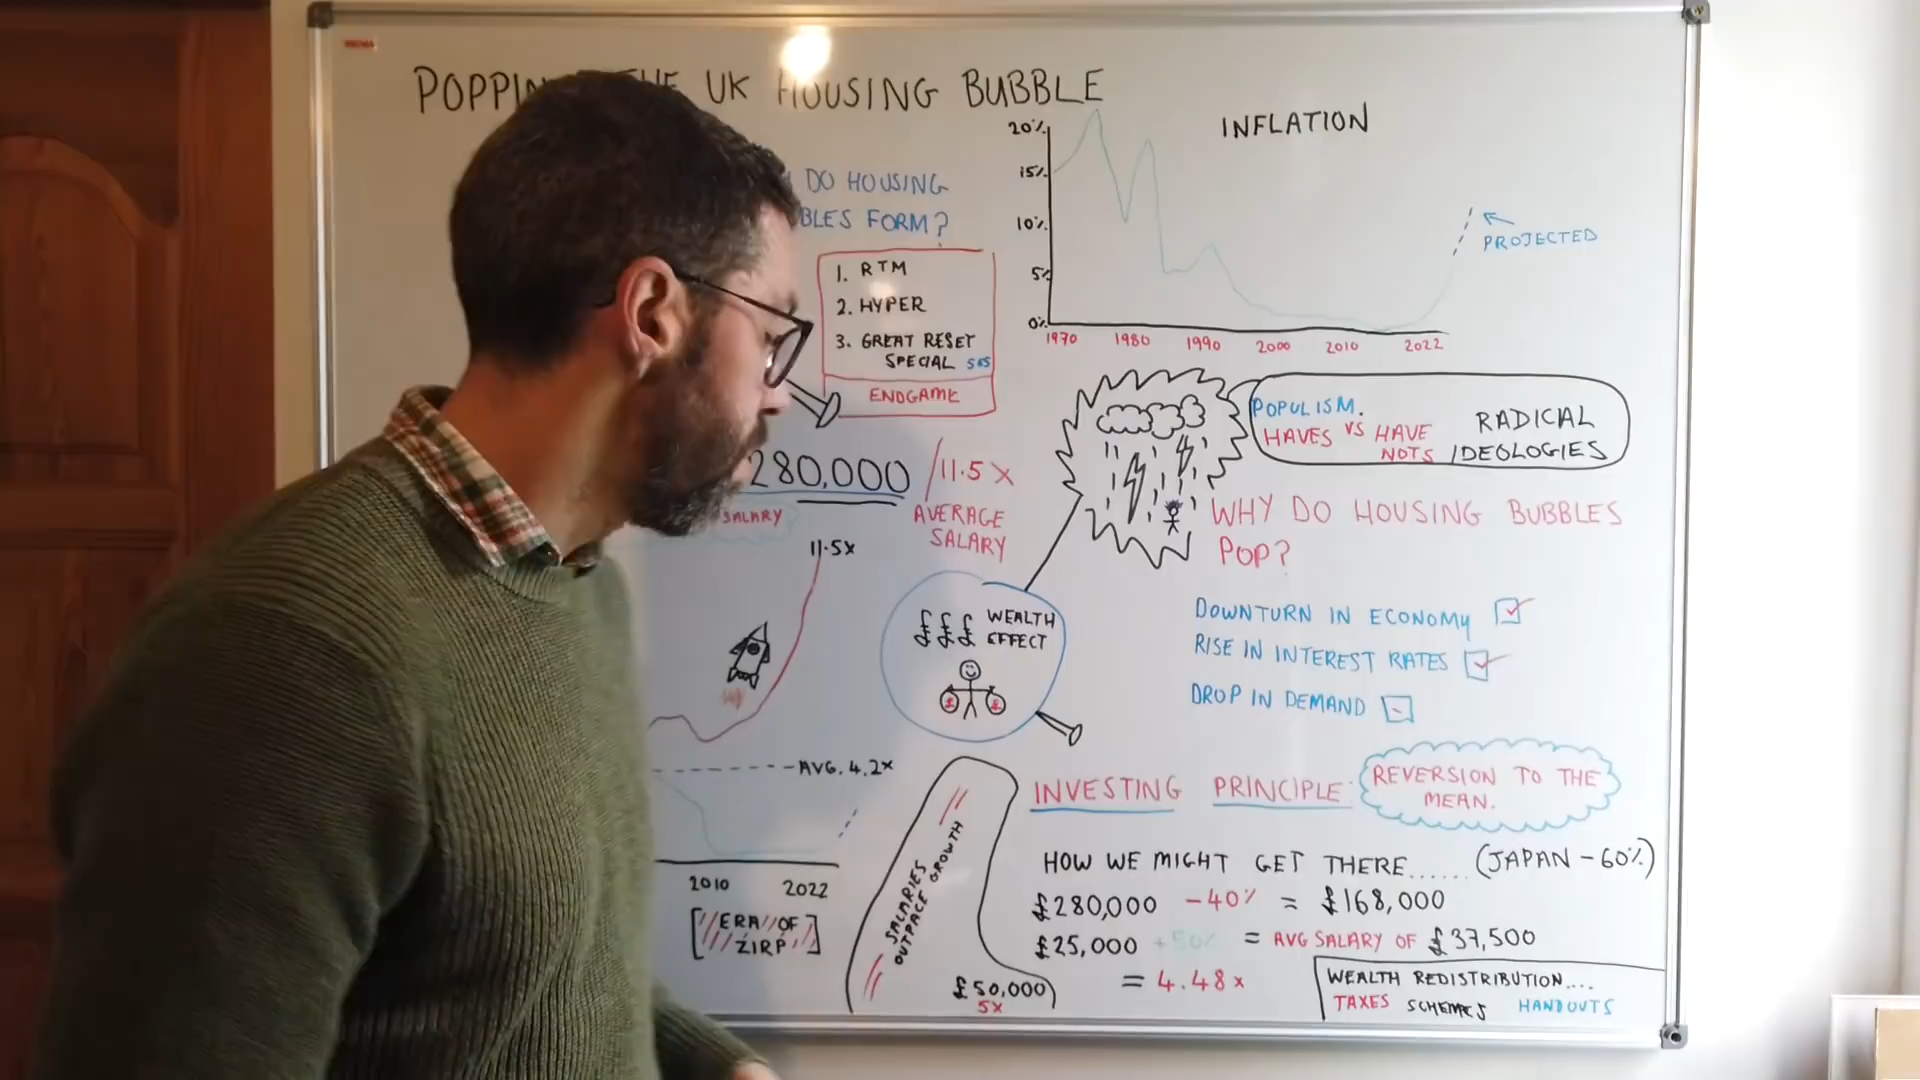 POPPIN THE UK HOUSING BUBBLE
DO HOUSING
BLES FORM?
1. RTM
2. HYPER
3. GREAT RESET
SPECIAL
ENDGAME
280,000 / 11.5 X
AVERAGE
SALARY
SALARY
11.5X
AVG. 4.2X
2010 2022
[ERA OF
ZIRP]
INFLATION
20%
15%
10%
5%
0%
1970 1980 1990 2000 2010 2022
PROJECTED
POPULISM.
HAVES VS HAVE
NOTS
RADICAL
IDEOLOGIES
£££ WEALTH
EFFECT
£ £
WHY DO HOUSING BUBBLES
POP?
DOWNTURN IN ECONOMY
RISE IN INTEREST RATES
DROP IN DEMAND
INVESTING PRINCIPLE
REVERSION TO THE
MEAN.
SALARIES
OUTPACE GROWTH
£50,000
5X
HOW WE MIGHT GET THERE...... (JAPAN -60%)
£280,000 -40% = £168,000
£25,000 +50% = AVG SALARY OF £37,500
= 4.48x
WEALTH REDISTRIBUTION....
TAXES SCHEMES HANDOUTS